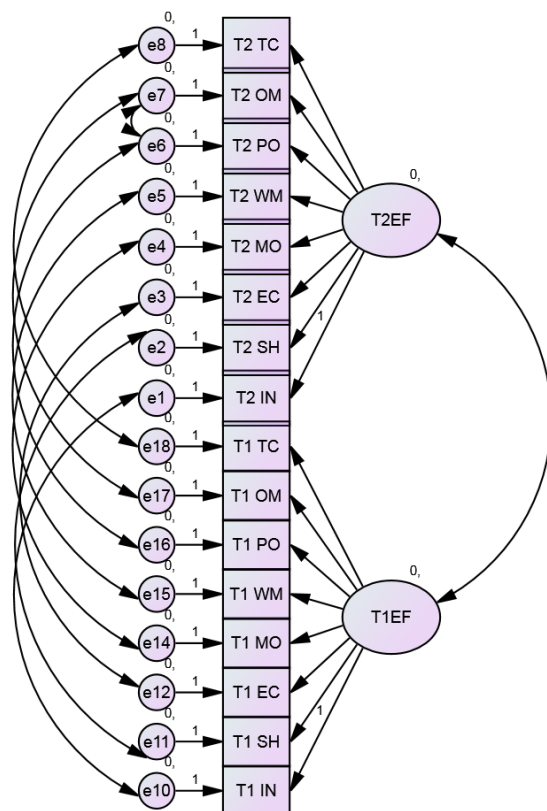 0,
e8 1 T2 TC
0,
e7 1 T2 OM
0,
e6 1 T2 PO
0,
e5 1 T2 WM
0,
T2EF
0,
e4 1 T2 MO
0,
e3 1 T2 EC
0,
1
e2 1 T2 SH
0,
e1 1 T2 IN
0,
e18 1 T1 TC
0,
e17 1 T1 OM
0,
e16 1 T1 PO
0,
e15 1 T1 WM
0,
T1EF
0,
e14 1 T1 MO
0,
e12 1 T1 EC
0,
1
e11 1 T1 SH
0,
e10 1 T1 IN